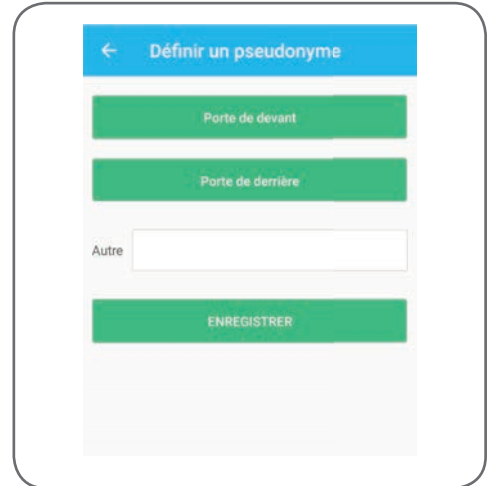 Définir un pseudonyme
Porte de devant
Porte de derrière
Autre
ENREGISTRER